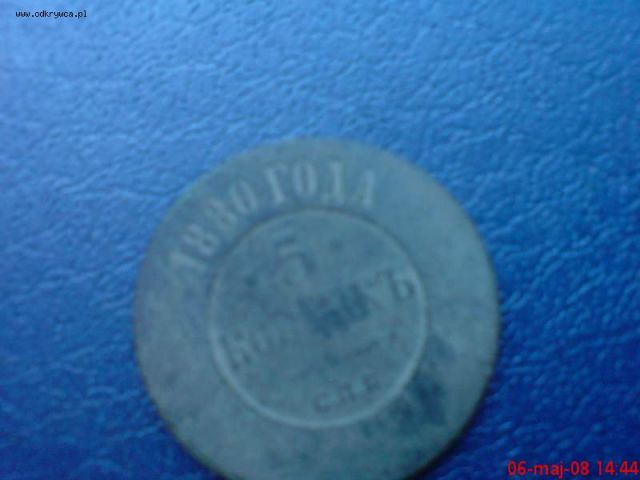 www.odkrywca.pl
1880 ГОДА
5
КОПѢЕКЪ
С.П.Б.
06-maj-08 14:44